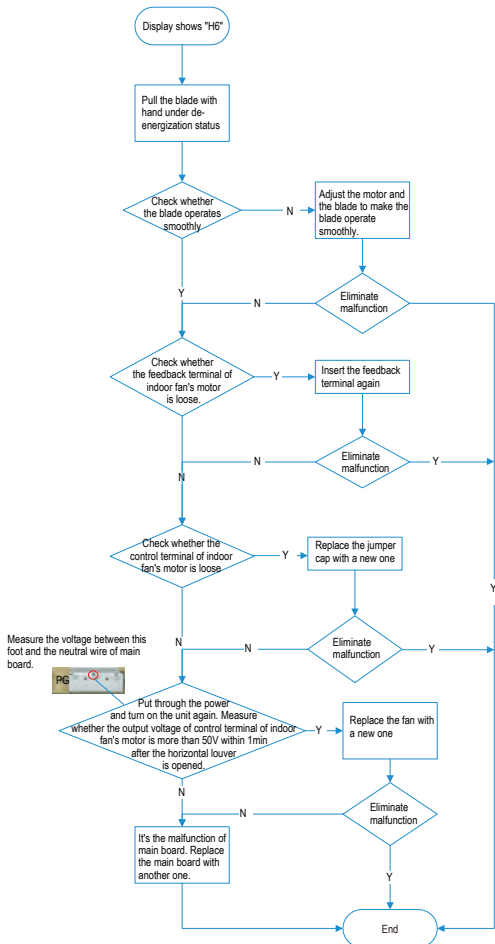 Display shows "H6"
Pull the blade with
hand under de-
energization status
Check whether
the blade operates
smoothly
N
Adjust the motor and
the blade to make the
blade operate
smoothly.
Y
N
Eliminate
malfunction
Check whether
the feedback terminal of
indoor fan's motor
is loose.
Y
Insert the feedback
terminal again
N
N
Eliminate
malfunction
Y
Check whether the
control terminal of indoor
fan's motor is loose
Y
Replace the jumper
cap with a new one
Y
N
N
Eliminate
malfunction
Y
Measure the voltage between this
foot and the neutral wire of main
board.
PG
Put through the power
and turn on the unit again. Measure
whether the output voltage of control terminal of indoor
fan's motor is more than 50V within 1min
after the horizontal louver
is opened.
Y
Replace the fan with
a new one
N
N
Eliminate
malfunction
It's the malfunction of
main board. Replace
the main board with
another one.
Y
End